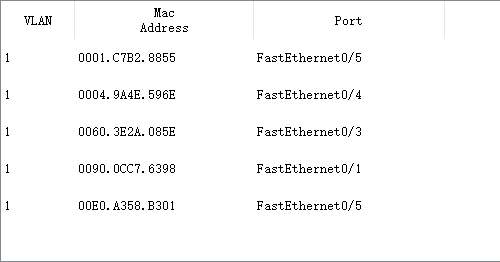 VLAN Mac Address Port
1 0001.C7B2.8855 FastEthernet0/5
1 0004.9A4E.596E FastEthernet0/4
1 0060.3E2A.085E FastEthernet0/3
1 0090.0CC7.6398 FastEthernet0/1
1 00E0.A358.B301 FastEthernet0/5